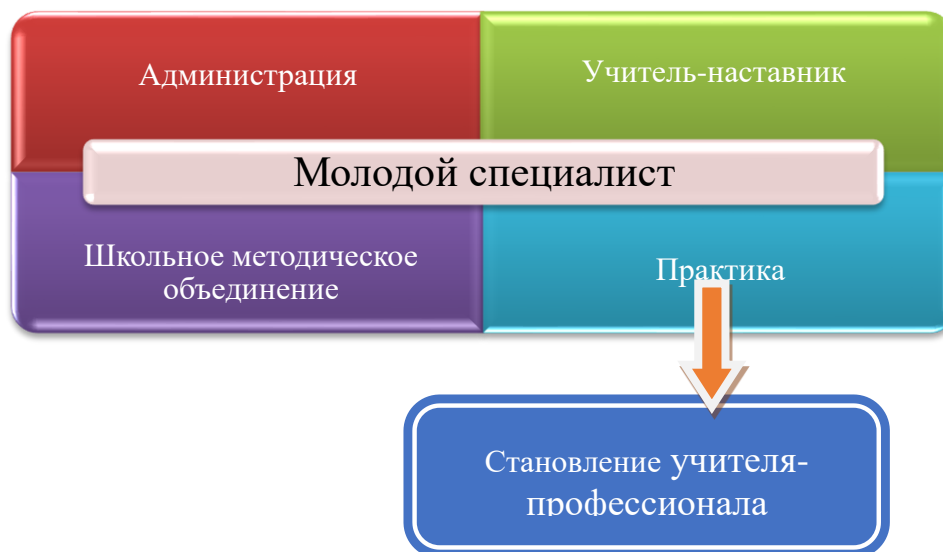 Администрация
Учитель-наставник
Молодой специалист
Школьное методическое
объединение
Практика
Становление учителя-
профессионала